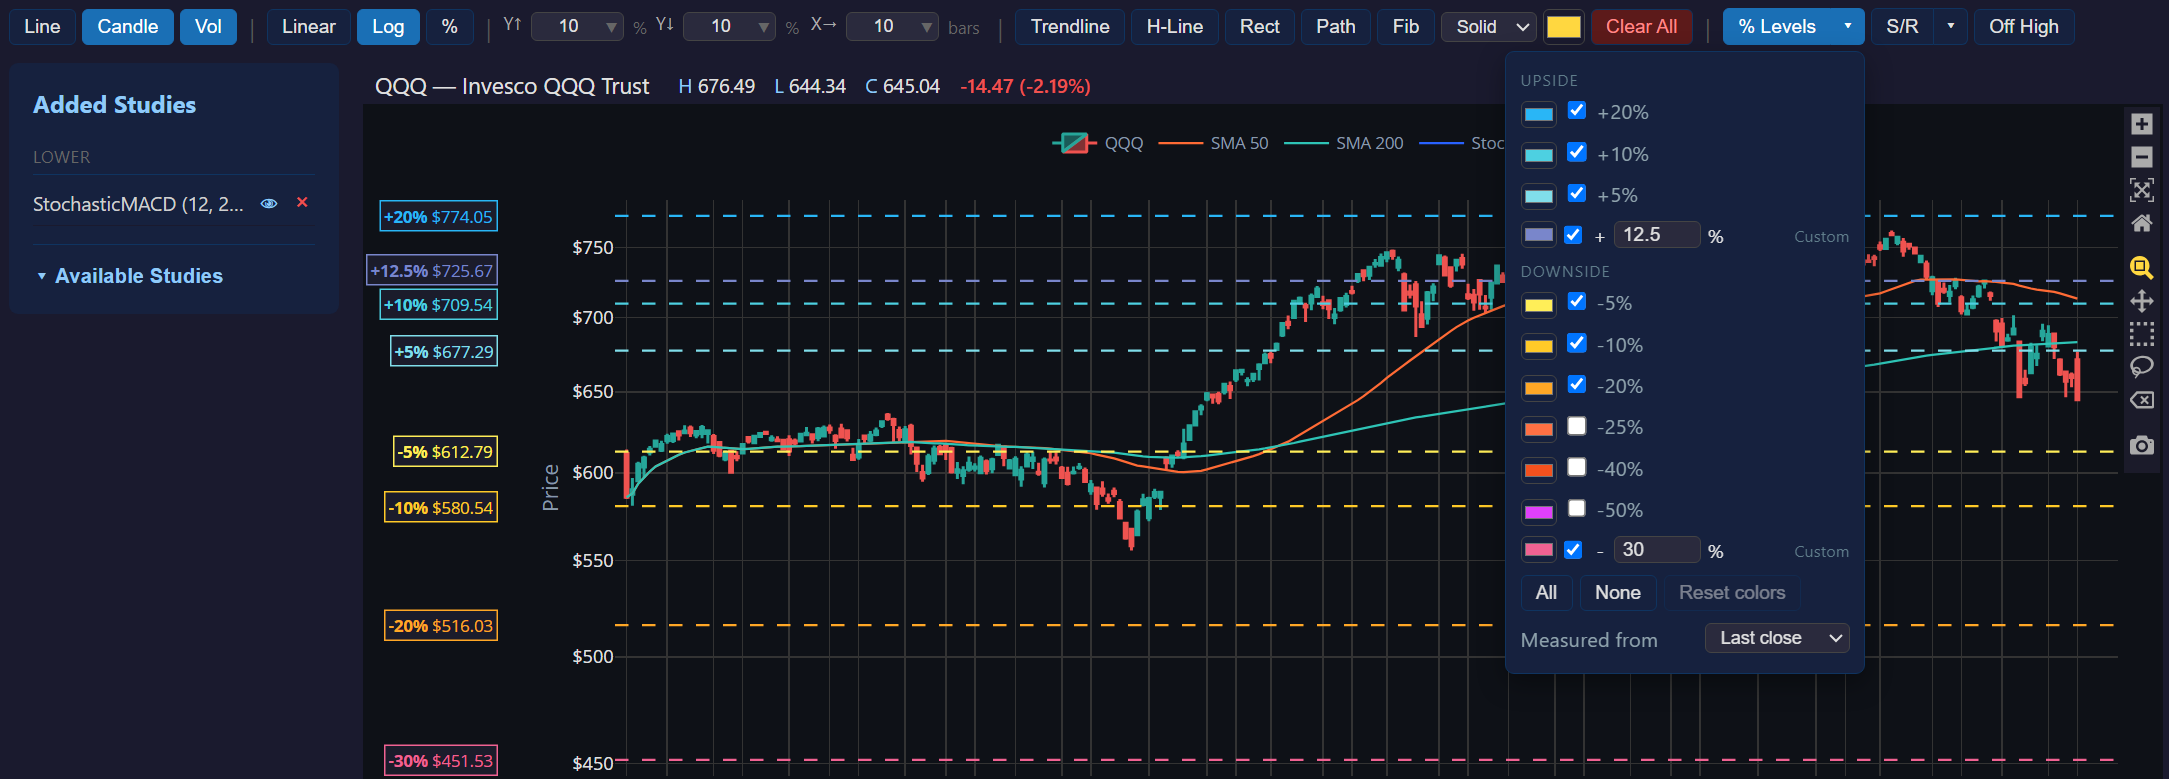 Line Candle Vol | Linear Log % | Y↑ 10 % Y↓ 10 % X→ 10 bars | Trendline H-Line Rect Path Fib Solid Clear All | % Levels S/R Off High
Added Studies
LOWER
StochasticMACD (12, 2...
Available Studies
QQQ — Invesco QQQ Trust H 676.49 L 644.34 C 645.04 -14.47 (-2.19%)
QQQ SMA 50 SMA 200 Stoc
+20% $774.05
+12.5% $725.67
+10% $709.54
+5% $677.29
-5% $612.79
-10% $580.54
-20% $516.03
-30% $451.53
Price
$750
$700
$650
$600
$550
$500
$450
UPSIDE
+20%
+10%
+5%
+ 12.5 % Custom
DOWNSIDE
-5%
-10%
-20%
-25%
-40%
-50%
- 30 % Custom
All None Reset colors
Measured from Last close